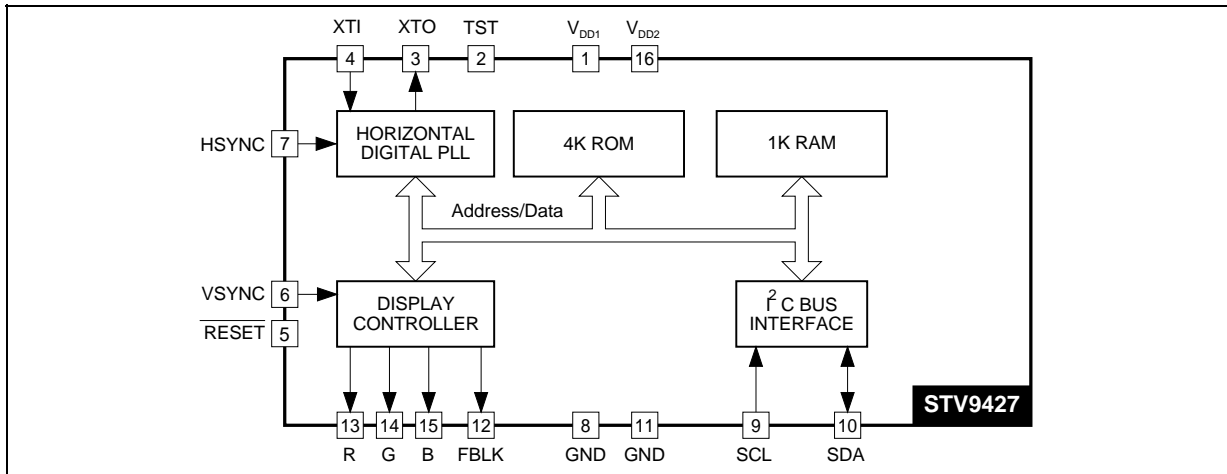 XTI XTO TST VDD1 VDD2
4 3 2 1 16
HSYNC 7
HORIZONTAL
DIGITAL PLL
4K ROM
1K RAM
Address/Data
VSYNC 6
RESET 5
DISPLAY
CONTROLLER
I²C BUS
INTERFACE
STV9427
13 14 15 12 8 11 9 10
R G B FBLK GND GND SCL SDA